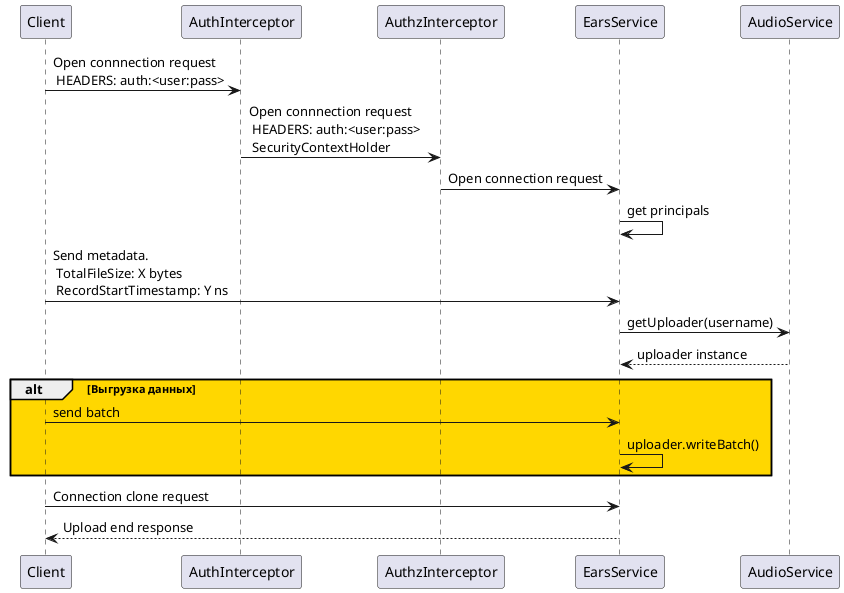 Client AuthInterceptor AuthzInterceptor EarsService AudioService
Open connnection request
HEADERS: auth:<user:pass>
Open connnection request
HEADERS: auth:<user:pass>
SecurityContextHolder
Open connection request
get principals
Send metadata.
TotalFileSize: X bytes
RecordStartTimestamp: Y ns
getUploader(username)
uploader instance
alt [Выгрузка данных]
send batch
uploader.writeBatch()
Connection clone request
Upload end response
Client AuthInterceptor AuthzInterceptor EarsService AudioService